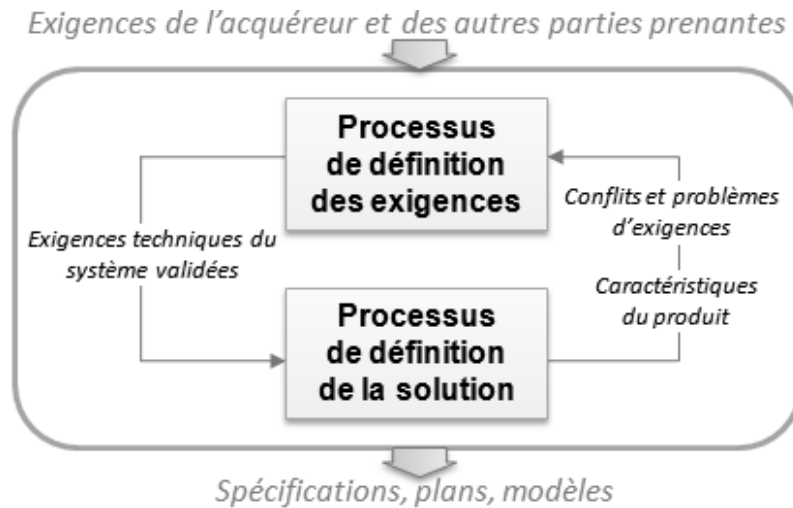 Exigences de l'acquéreur et des autres parties prenantes
Processus
de définition
des exigences
Exigences techniques du
système validées
Conflits et problèmes
d'exigences
Caractéristiques
du produit
Processus
de définition
de la solution
Spécifications, plans, modèles